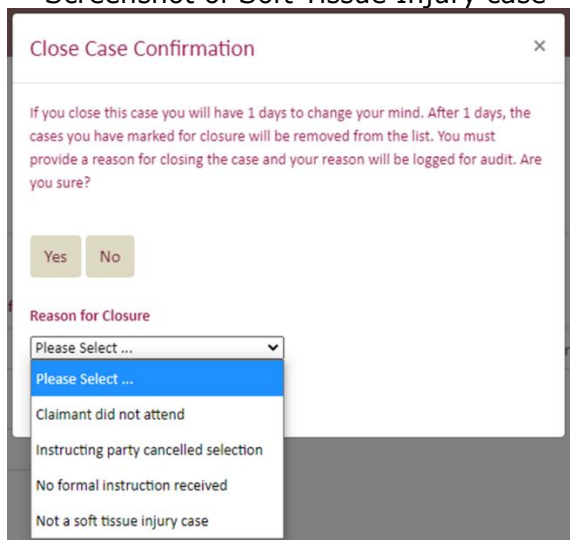 Screenshot of Soft Tissue Injury case
Close Case Confirmation ×
If you close this case you will have 1 days to change your mind. After 1 days, the
cases you have marked for closure will be removed from the list. You must
provide a reason for closing the case and your reason will be logged for audit. Are
you sure?
Yes No
Reason for Closure
Please Select ...
Please Select ...
Claimant did not attend
Instructing party cancelled selection
No formal instruction received
Not a soft tissue injury case